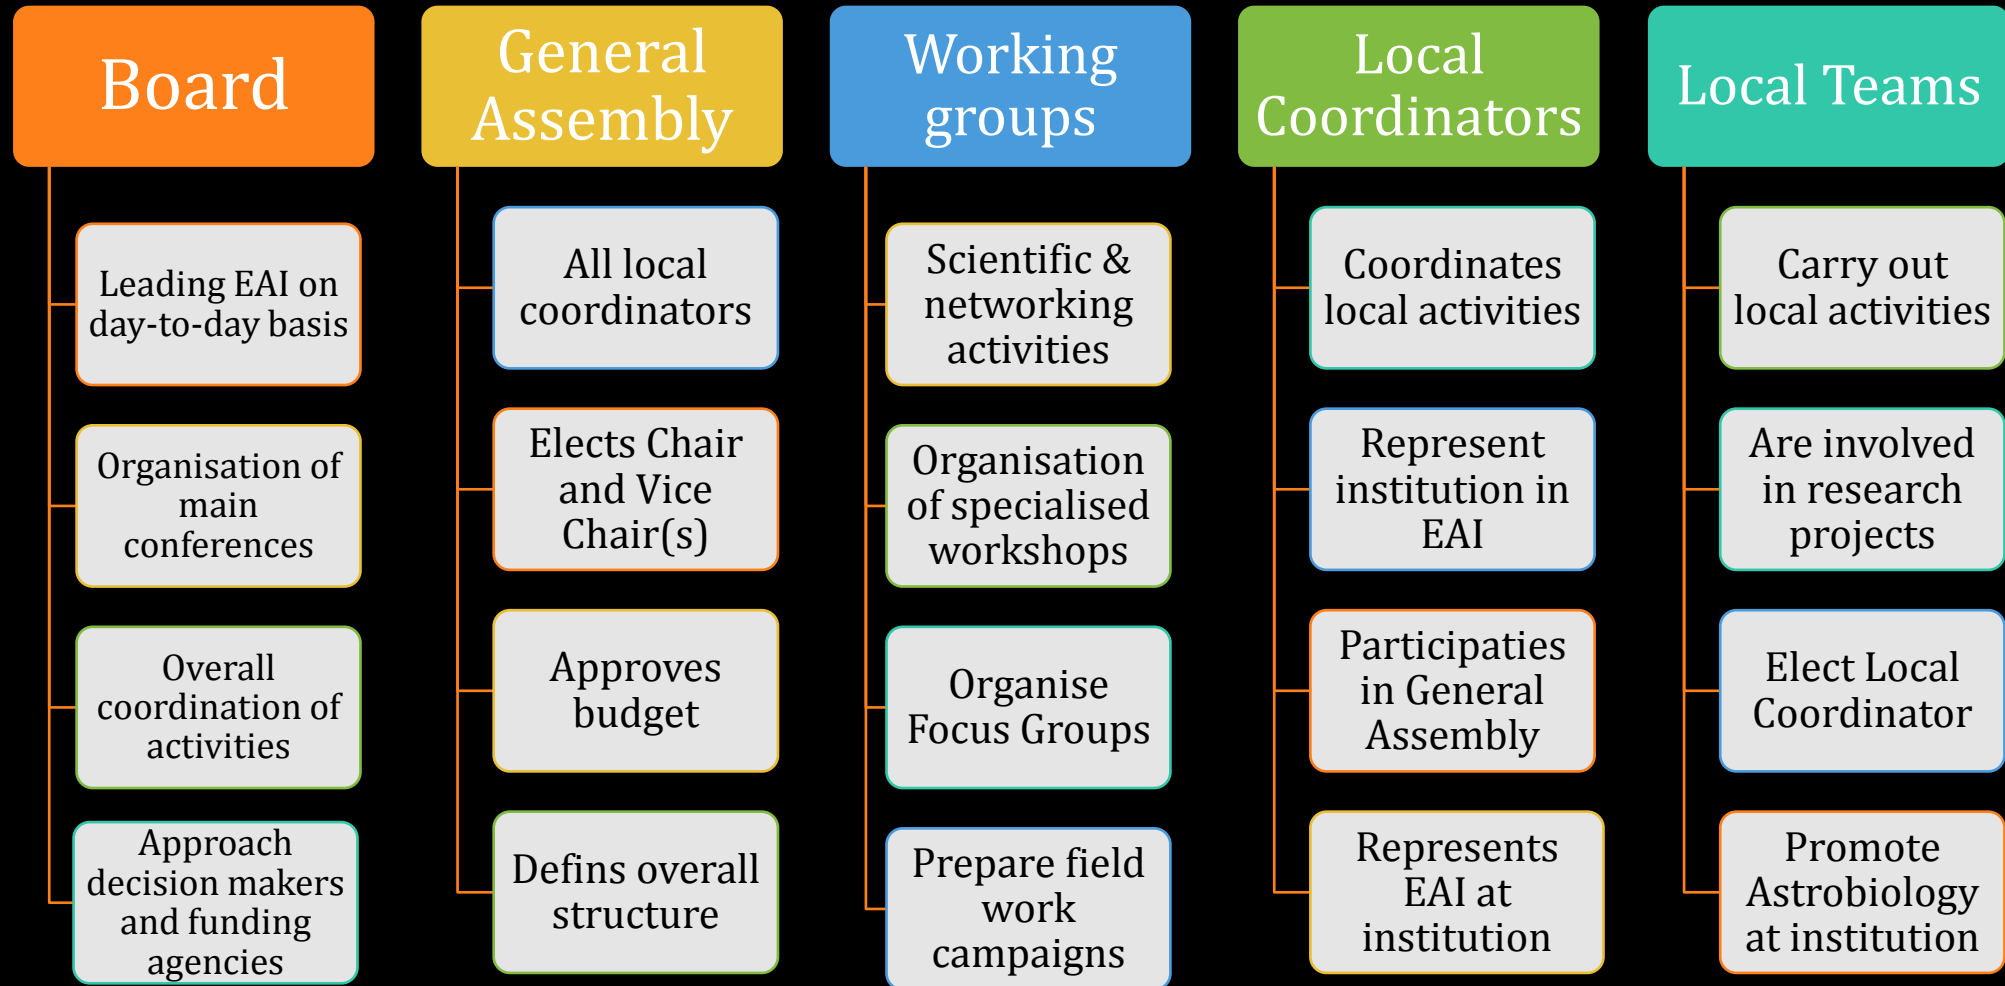 Board
Leading EAI on
day-to-day basis
Organisation of
main
conferences
Overall
coordination of
activities
Approach
decision makers
and funding
agencies
General
Assembly
All local
coordinators
Elects Chair
and Vice
Chair(s)
Approves
budget
Defins overall
structure
Working
groups
Scientific &
networking
activities
Organisation
of specialised
workshops
Organise
Focus Groups
Prepare field
work
campaigns
Local
Coordinators
Coordinates
local activities
Represent
institution in
EAI
Participaties
in General
Assembly
Represents
EAI at
institution
Local Teams
Carry out
local activities
Are involved
in research
projects
Elect Local
Coordinator
Promote
Astrobiology
at institution